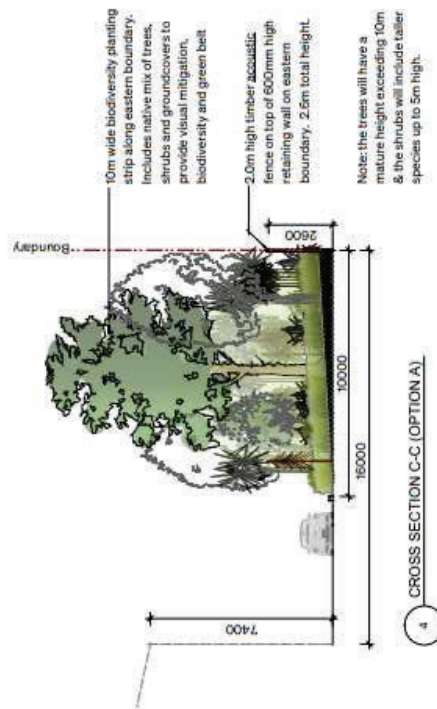 10m wide biodiversity planting
strip along eastern boundary.
Includes native mix of trees,
shrubs and groundcovers to
provide visual mitigation,
biodiversity and green belt
2.0m high timber acoustic
fence on top of 600mm high
retaining wall on eastern
boundary. 2.6m total height.
Note: the trees will have a
mature height exceeding 10m
& the shrubs will include taller
species up to 5m high.
Boundary
2600
10000
16000
7400
4
CROSS SECTION C-C (OPTION A)